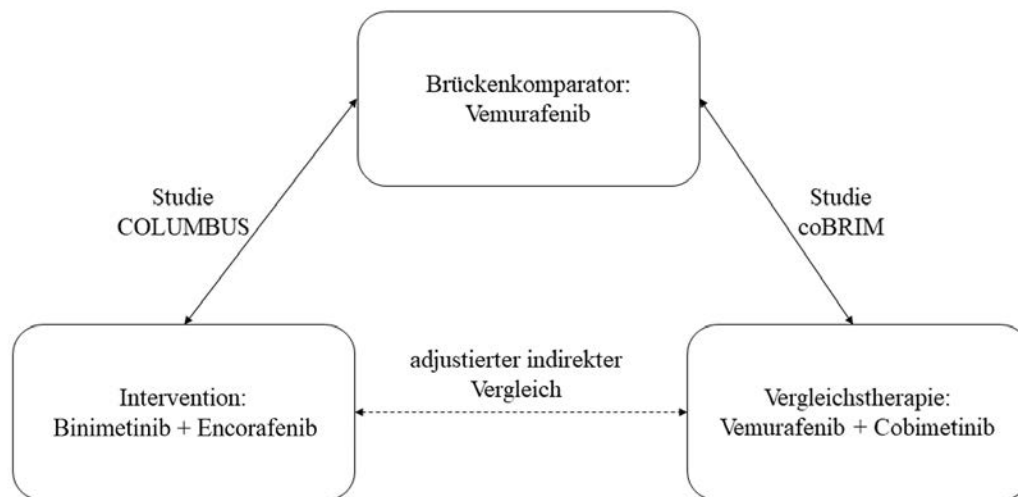 Brückenkomparator:
Vemurafenib
Studie
COLUMBUS
Studie
coBRIM
adjustierter indirekter
Vergleich
Intervention:
Binimetinib + Encorafenib
Vergleichstherapie:
Vemurafenib + Cobimetinib